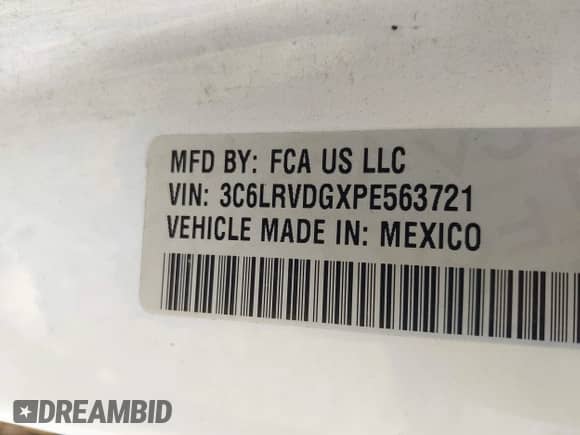 MFD BY: FCA US LLC
VIN: 3C6LRVDGXPE563721
VEHICLE MADE IN: MEXICO
DREAMBID